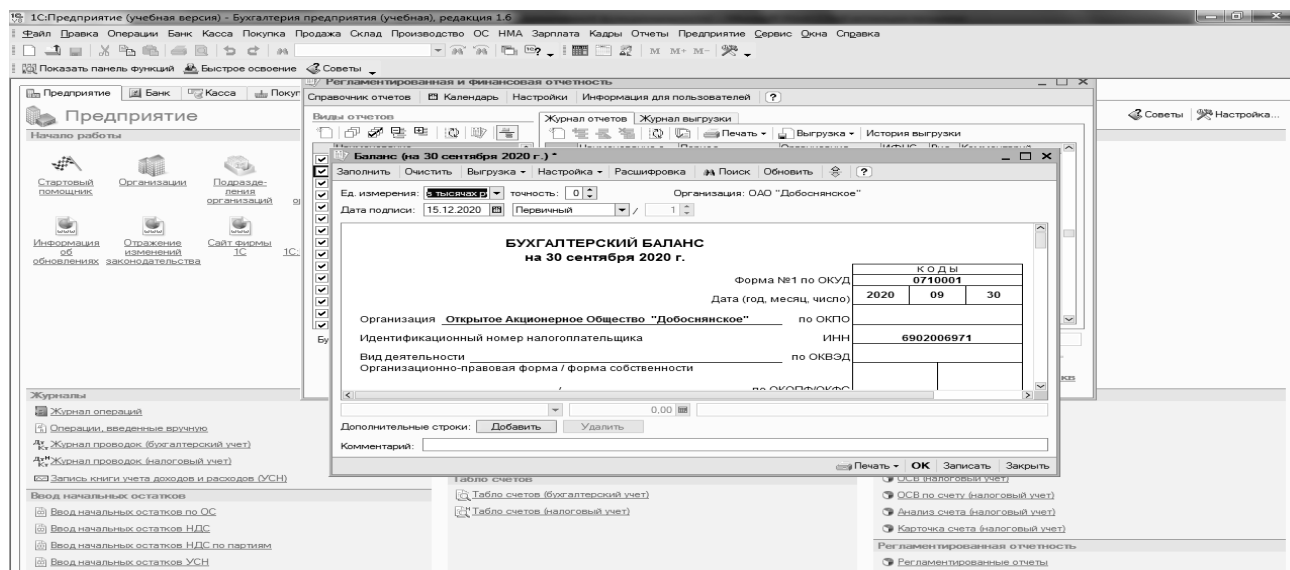 1С:Предприятие (учебная версия) - Бухгалтерия предприятия (учебная), редакция 1.6
Файл Правка Операции Банк Касса Покупка Продажа Склад Производство ОС НМА Зарплата Кадры Отчеты Предприятие Сервис Окна Справка
M M+ M-
Показать панель функций Быстрое освоение Советы
Предприятие Банк Касса Покуп
Предприятие
Советы Настройка...
Начало работы
Стартовый помощник
Организации
Подразде-
ления
организаций
Информация
об
обновлениях
Отражение
изменений
законодательства
Сайт фирмы
1С
1С:
Регламентированная и финансовая отчетность
Справочник отчетов Календарь Настройки Информация для пользователей ?
Виды отчетов
Журнал отчетов Журнал выгрузки
Печать Выгрузка История выгрузки
Баланс (на 30 сентября 2020 г.) *
Заполнить Очистить Выгрузка Настройка Расшифровка Поиск Обновить ?
Ед. измерения: в тысячах р точность: 0 Организация: ОАО "Добоснянское"
Дата подписи: 15.12.2020 Первичный / 1
БУХГАЛТЕРСКИЙ БАЛАНС
на 30 сентября 2020 г.
КОДЫ
Форма №1 по ОКУД 0710001
Дата (год, месяц, число) 2020 09 30
Организация Открытое Акционерное Общество "Добоснянское" по ОКПО
Идентификационный номер налогоплательщика ИНН 6902006971
Вид деятельности по ОКВЭД
Организационно-правовая форма / форма собственности
по ОКОПФ/ОКФС
0,00
Дополнительные строки: Добавить Удалить
Комментарий:
Печать OK Записать Закрыть
Журналы
Журнал операций
Операции, введенные вручную
Журнал проводок (бухгалтерский учет)
Журнал проводок (налоговый учет)
Запись книги учета доходов и расходов (УСН)
Ввод начальных остатков
Ввод начальных остатков по ОС
Ввод начальных остатков НДС
Ввод начальных остатков НДС по партиям
Ввод начальных остатков УСН
Табло счетов
Табло счетов (бухгалтерский учет)
Табло счетов (налоговый учет)
ОСВ (налоговый учет)
ОСВ по счету (налоговый учет)
Анализ счета (налоговый учет)
Карточка счета (налоговый учет)
Регламентированная отчетность
Регламентированные отчеты